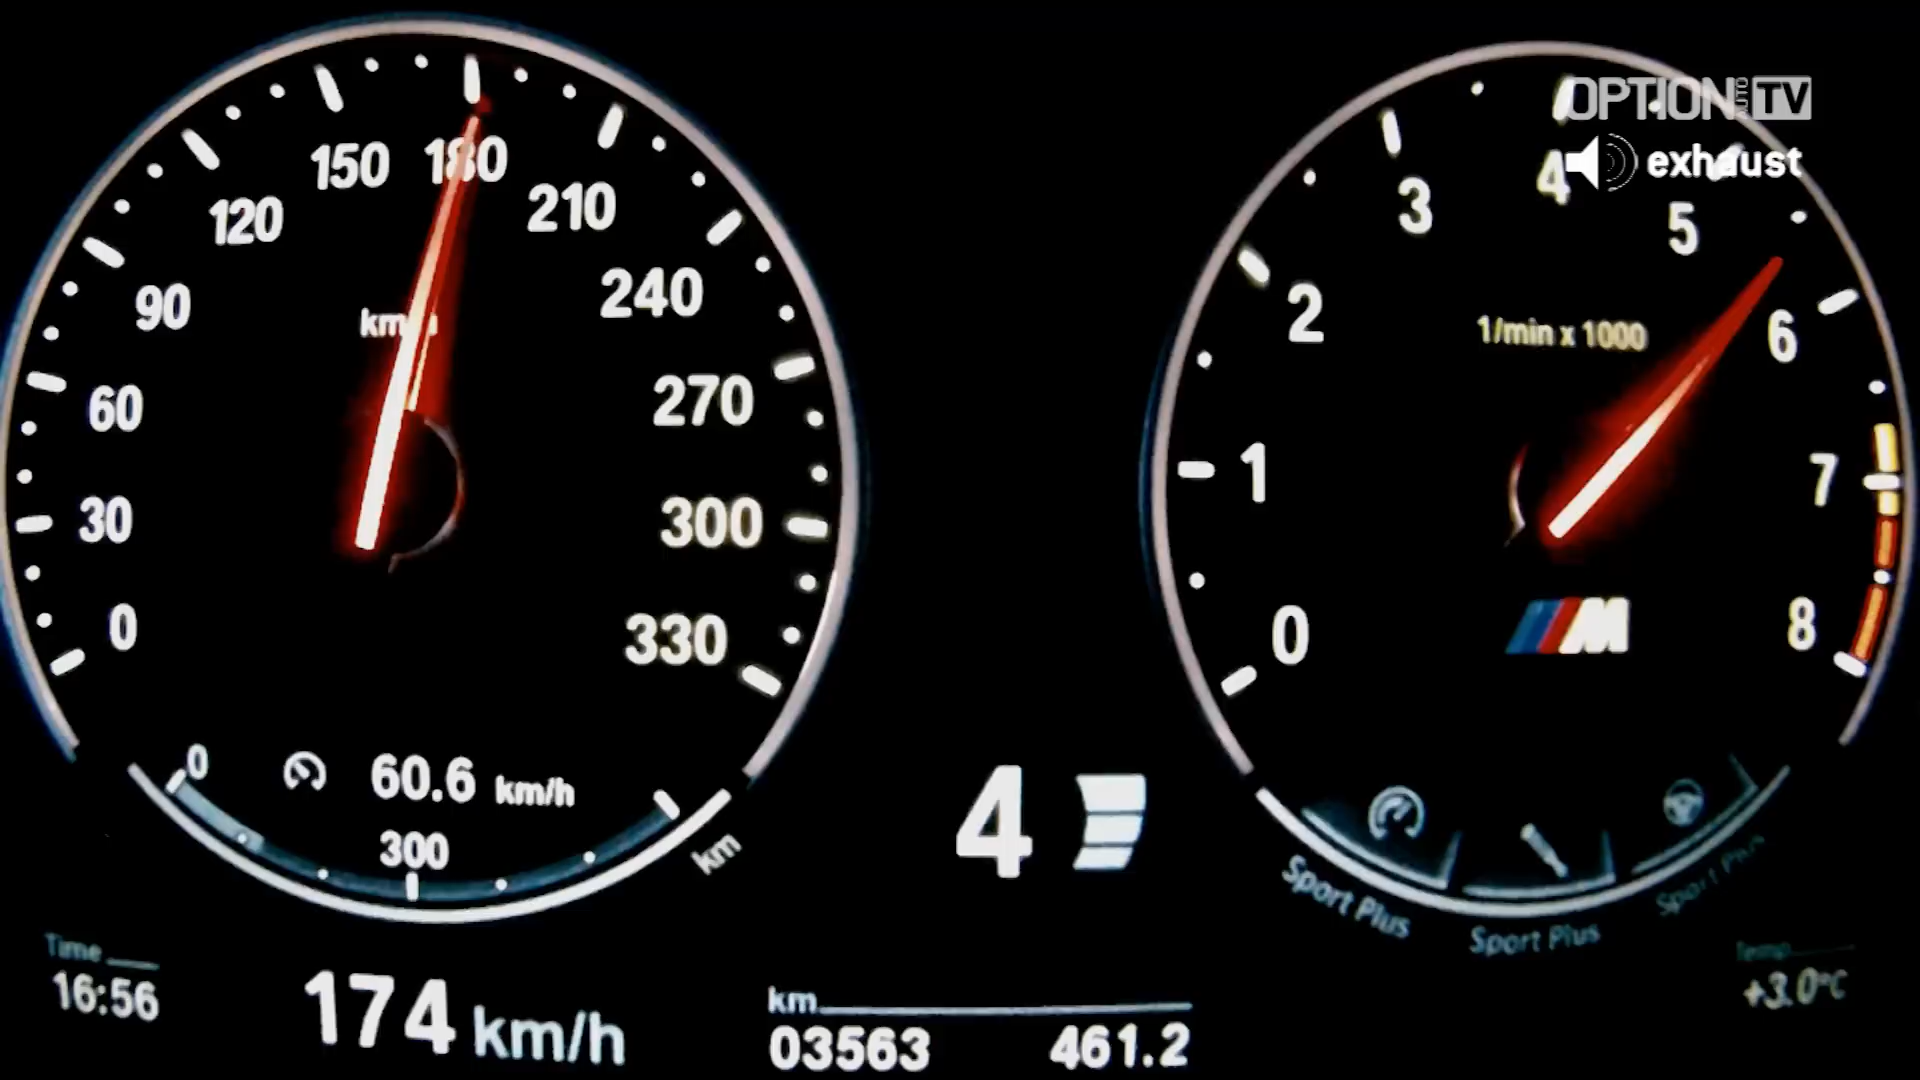 OPTION AUTO TV
exhaust
0
30
60
90
120
150
180
210
240
270
300
330
km/h
0
1
2
3
4
5
6
7
8
1/min x 1000
M
0
60.6 km/h
300
km
4
Sport Plus
Sport Plus
Sport Plus
Time
16:56
174 km/h
km
03563 461.2
Temp
+3.0°C